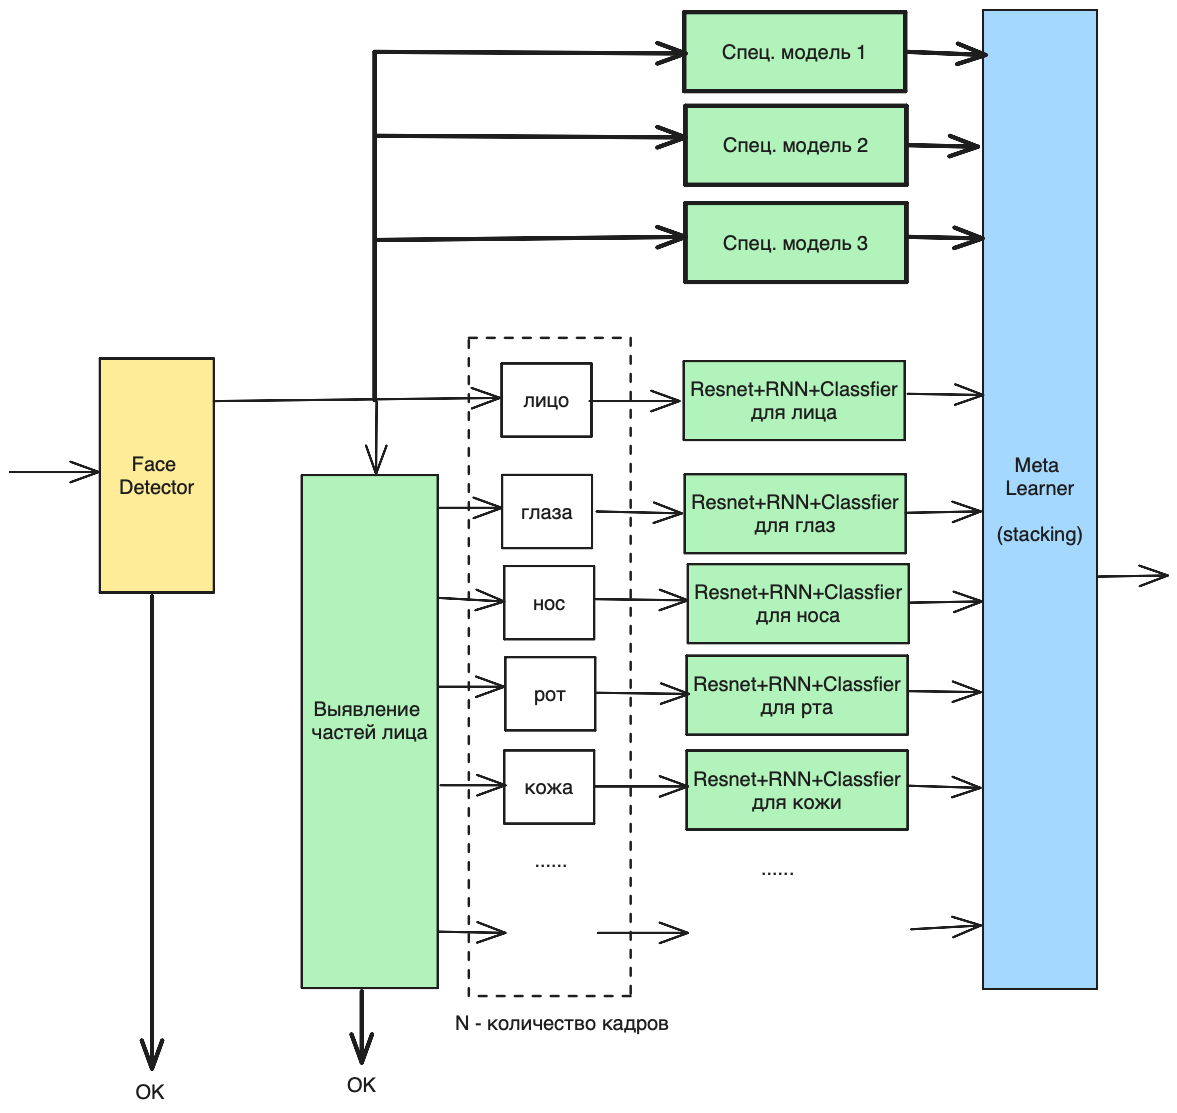 Спец. модель 1
Спец. модель 2
Спец. модель 3
Face
Detector
лицо
Resnet+RNN+Classfier
для лица
Meta
Learner
(stacking)
глаза
Resnet+RNN+Classfier
для глаз
нос
Resnet+RNN+Classfier
для носа
Выявление
частей лица
рот
Resnet+RNN+Classfier
для рта
кожа
Resnet+RNN+Classfier
для кожи
......
......
N - количество кадров
OK
OK